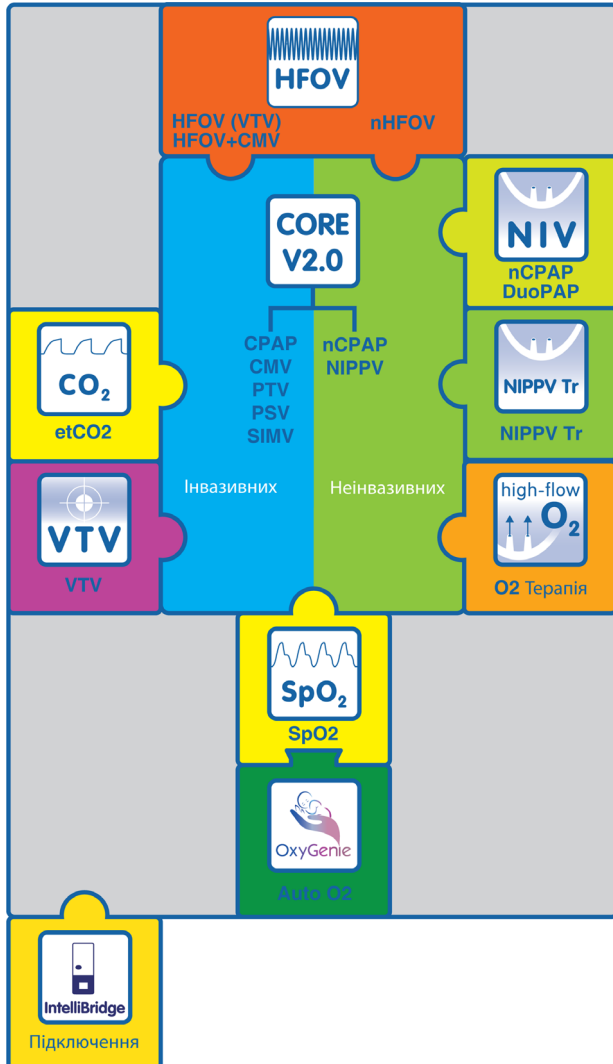 HFOV
HFOV (VTV)
HFOV+CMV
nHFOV
CORE
V2.0
CPAP
CMV
PTV
PSV
SIMV
nCPAP
NIPPV
Інвазивних
Неінвазивних
NIV
nCPAP
DuoPAP
CO2
etCO2
NIPPV Tr
NIPPV Tr
VTV
VTV
high-flow
O2
O2 Терапія
SpO2
SpO2
OxyGenie
Auto O2
IntelliBridge
Підключення